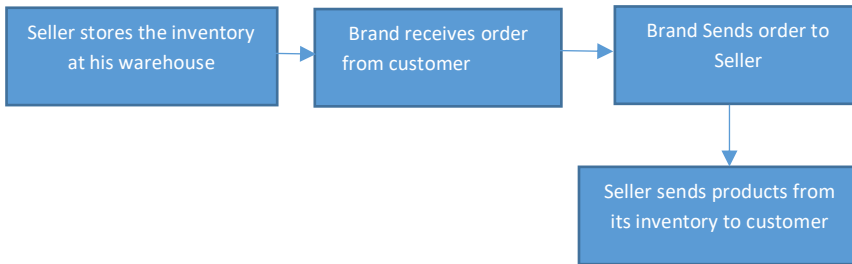 Seller stores the inventory
at his warehouse
Brand receives order
from customer
Brand Sends order to
Seller
Seller sends products from
its inventory to customer